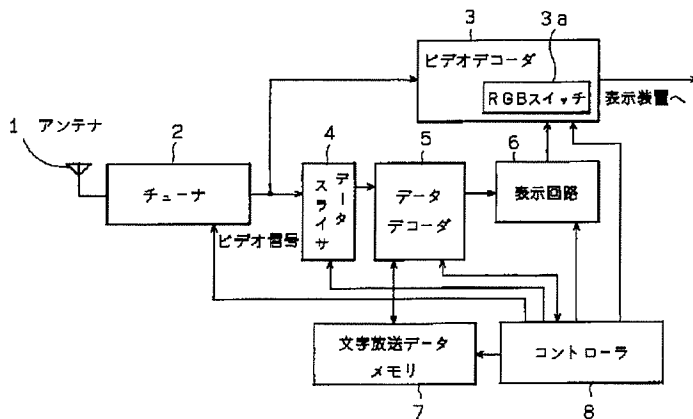 3
3a
ビデオデコーダ
RGBスイッチ
表示装置へ
1
アンテナ
2
チューナ
ビデオ信号
4
データ
スライサ
5
データ
デコーダ
6
表示回路
文字放送データ
メモリ
7
コントローラ
8